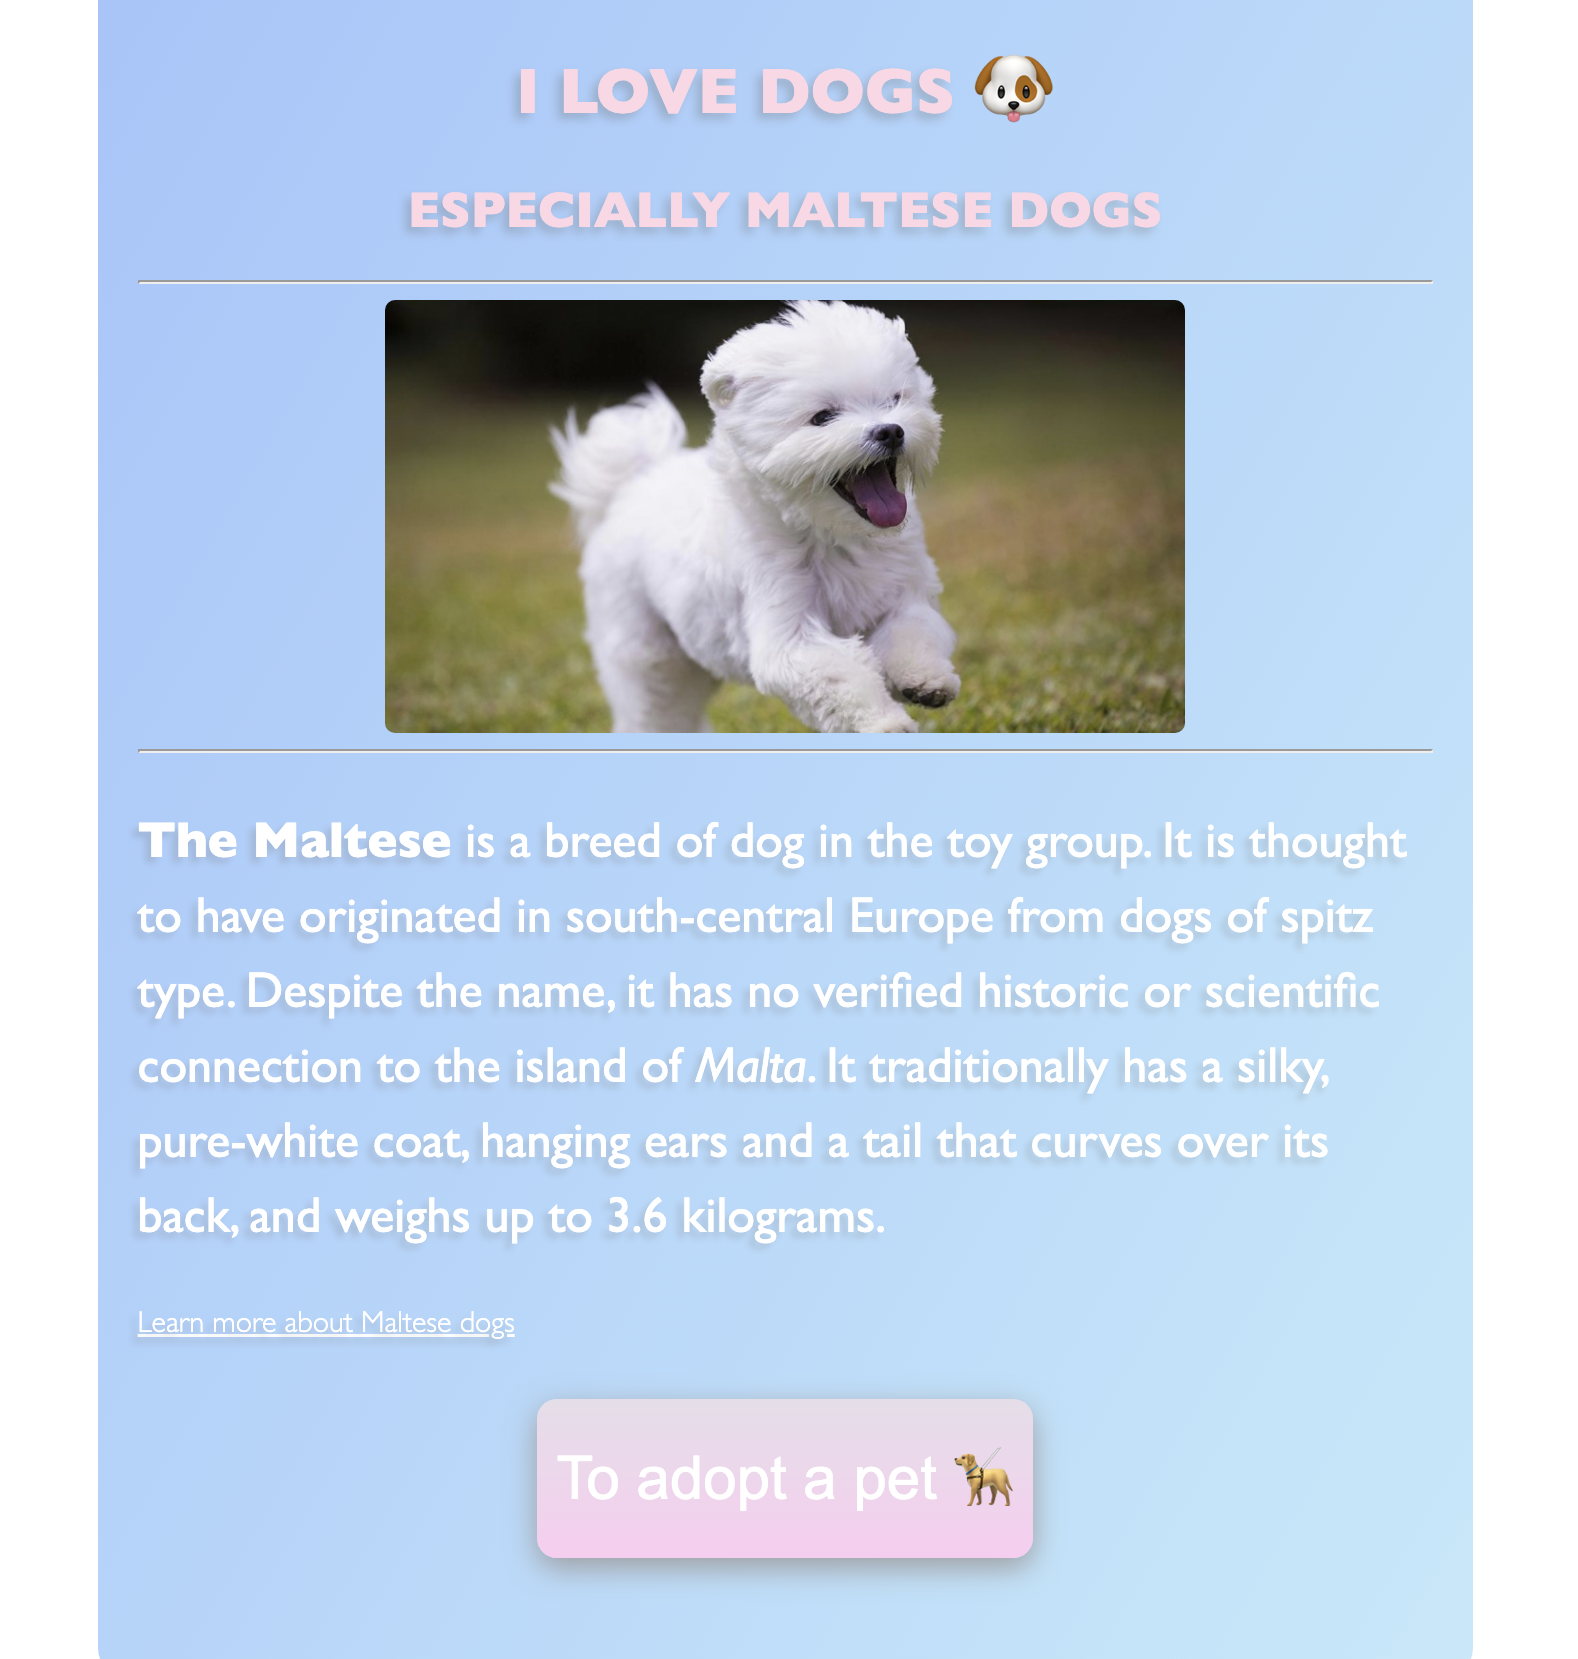 I LOVE DOGS 🐶
ESPECIALLY MALTESE DOGS
The Maltese is a breed of dog in the toy group. It is thought
to have originated in south-central Europe from dogs of spitz
type. Despite the name, it has no verified historic or scientific
connection to the island of Malta. It traditionally has a silky,
pure-white coat, hanging ears and a tail that curves over its
back, and weighs up to 3.6 kilograms.
Learn more about Maltese dogs
To adopt a pet 🦮